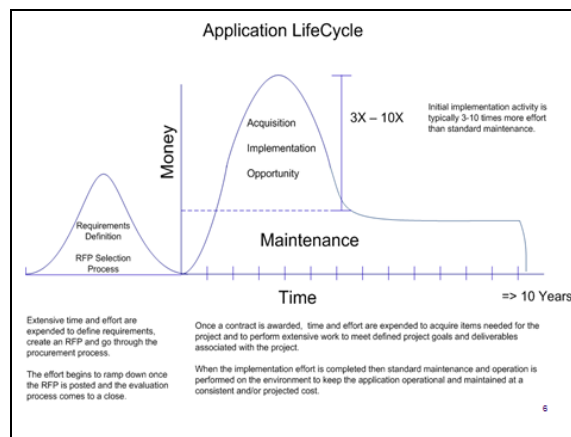 Application LifeCycle
Money
Acquisition
Implementation
Opportunity
3X – 10X
Initial implementation activity is
typically 3-10 times more effort
than standard maintenance.
Requirements
Definition
RFP Selection
Process
Maintenance
Time
=> 10 Years
Extensive time and effort are
expended to define requirements,
create an RFP and go through the
procurement process.
The effort begins to ramp down once
the RFP is posted and the evaluation
process comes to a close.
Once a contract is awarded, time and effort are expended to acquire items needed for the
project and to perform extensive work to meet defined project goals and deliverables
associated with the project.
When the implementation effort is completed then standard maintenance and operation is
performed on the environment to keep the application operational and maintained at a
consistent and/or projected cost.
6